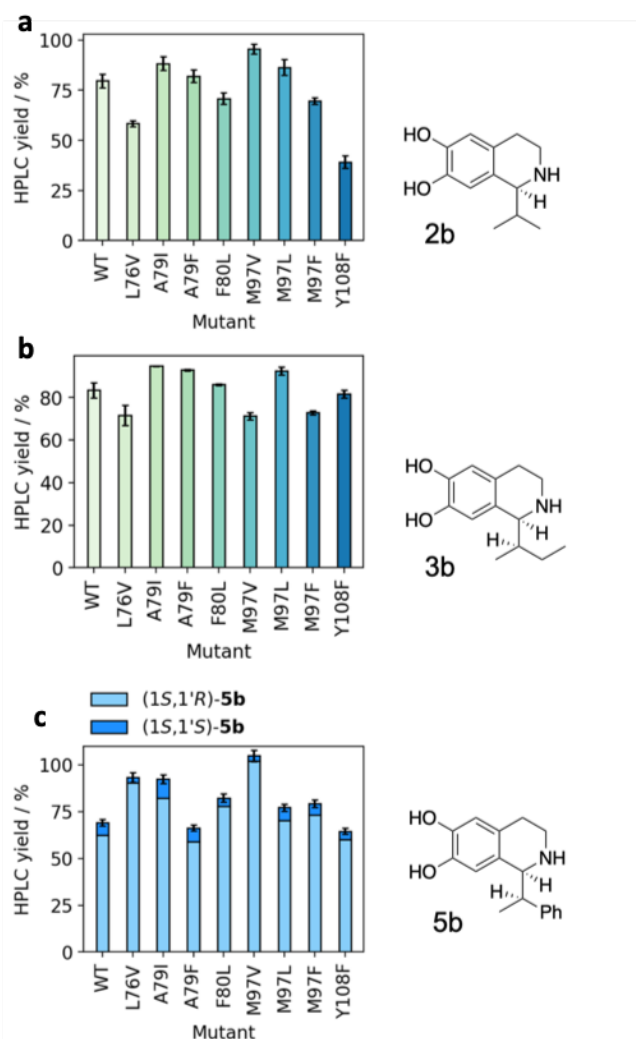 a
HPLC yield / %
100
75
50
25
0
WT
L76V
A79I
A79F
F80L
M97V
M97L
M97F
Y108F
Mutant
HO
HO
NH
H
2b
b
HPLC yield / %
80
60
40
20
0
WT
L76V
A79I
A79F
F80L
M97V
M97L
M97F
Y108F
Mutant
HO
HO
NH
H
H
3b
(1S,1'R)-5b
(1S,1'S)-5b
c
HPLC yield / %
100
75
50
25
0
WT
L76V
A79I
A79F
F80L
M97V
M97L
M97F
Y108F
Mutant
HO
HO
NH
H
H
Ph
5b